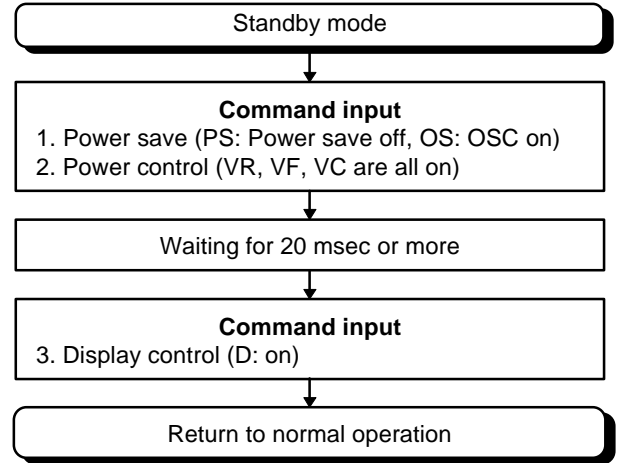 Standby mode
Command input
1. Power save (PS: Power save off, OS: OSC on)
2. Power control (VR, VF, VC are all on)
Waiting for 20 msec or more
Command input
3. Display control (D: on)
Return to normal operation